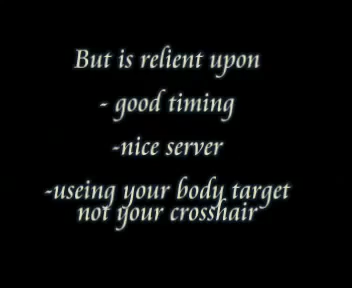 But is relient upon
- good timing
-nice server
-useing your body target
not your crosshair